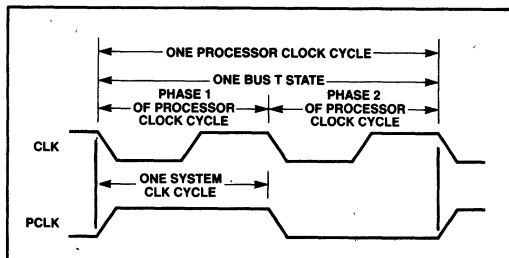 ONE PROCESSOR CLOCK CYCLE
ONE BUS T STATE
PHASE 1
OF PROCESSOR
CLOCK CYCLE
PHASE 2
OF PROCESSOR
CLOCK CYCLE
CLK
ONE SYSTEM
CLK CYCLE
PCLK